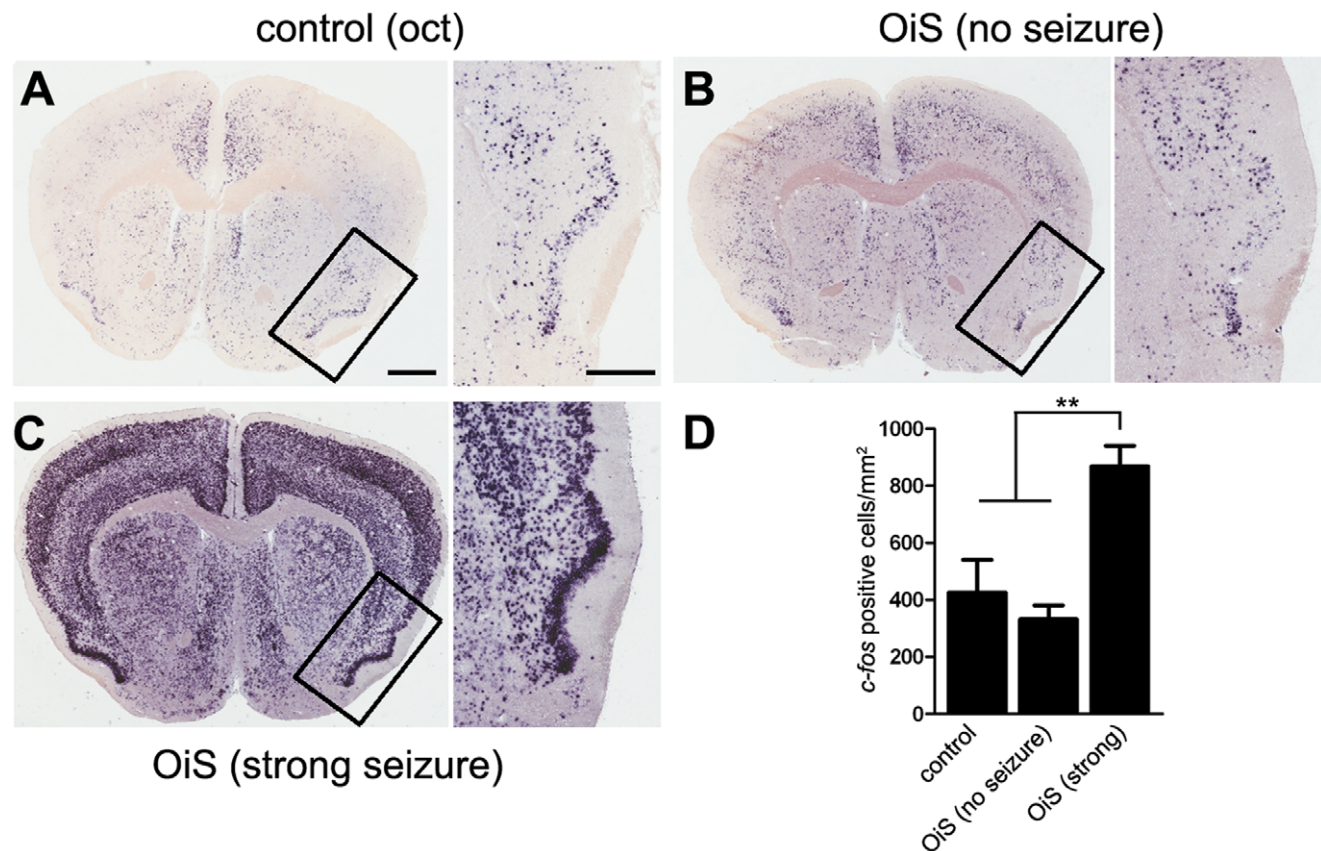 control (oct)
OiS (no seizure)
A
B
C
D
OiS (strong seizure)
**
c-fos positive cells/mm²
1000
800
600
400
200
0
control
OiS (no seizure)
OiS (strong)